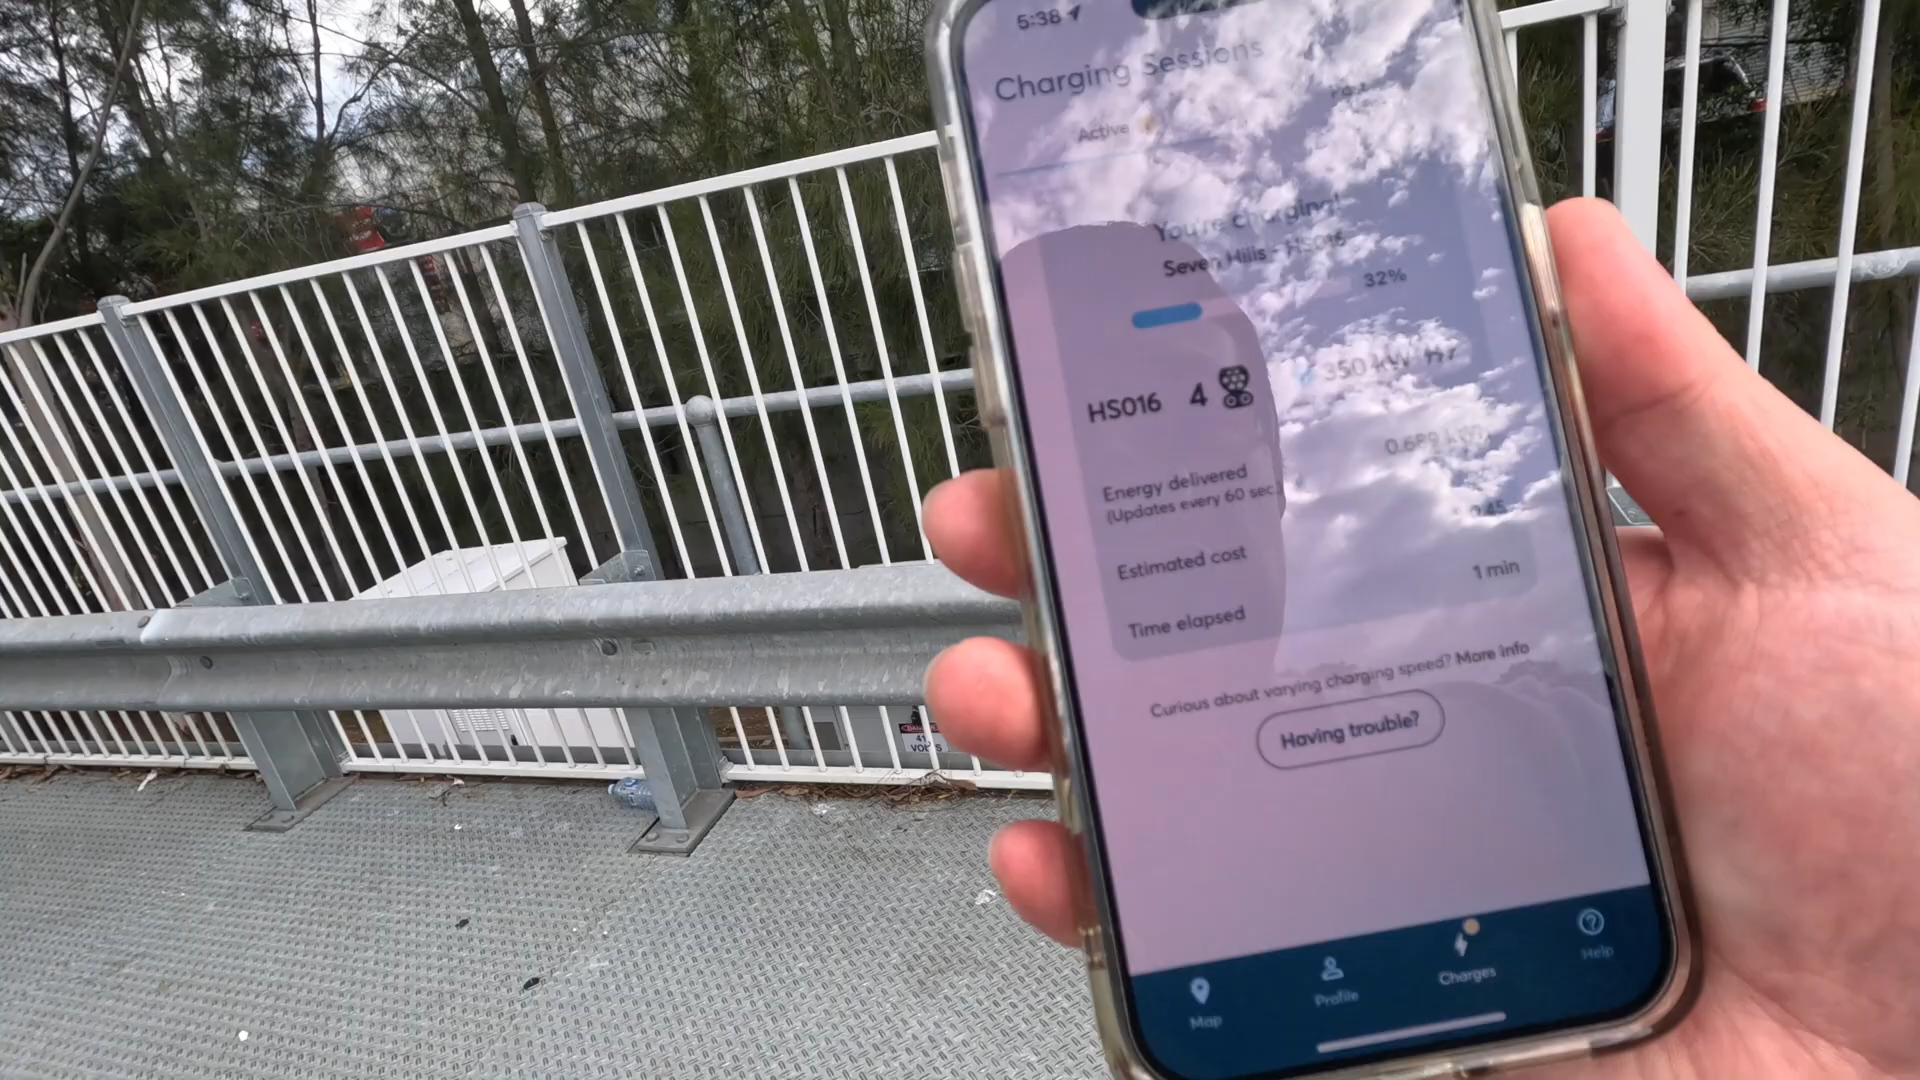 5:38
Charging Sessions
Active
You're charging!
Seven Hills - HS016
32%
HS016 4 350 kW
Energy delivered
(Updates every 60 sec
Estimated cost
Time elapsed 1 min
Curious about varying charging speed? More info
Having trouble?
Map Profile Charges Help
DANGER
VOLTS